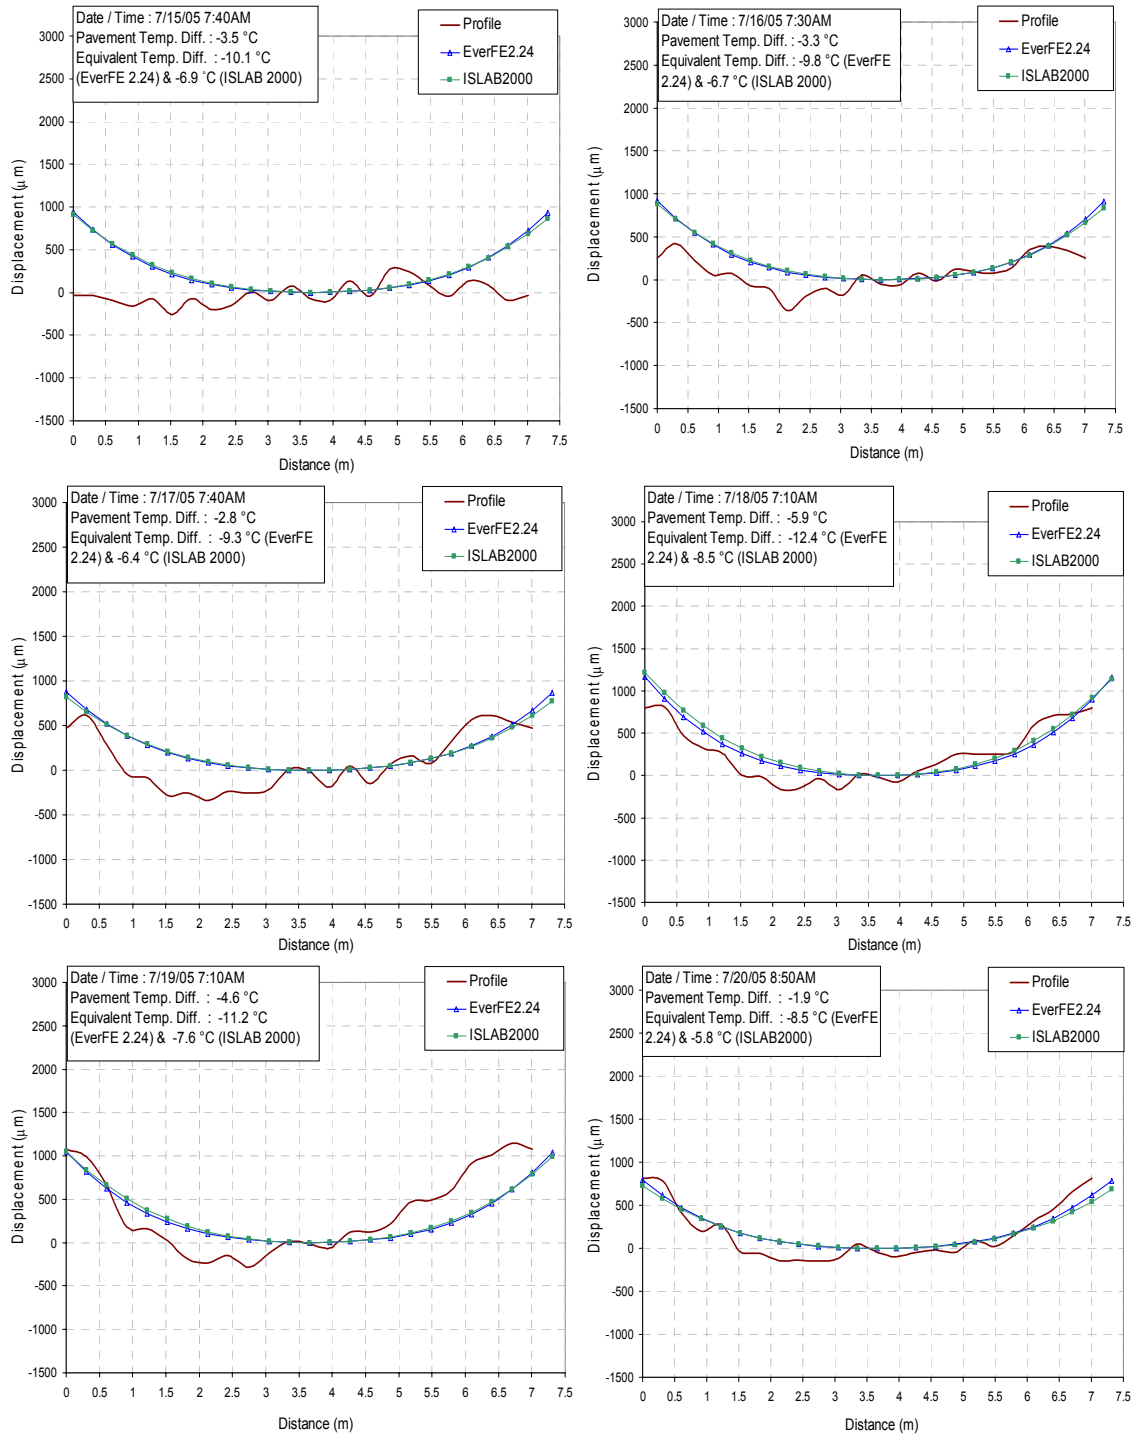 Date / Time : 7/15/05 7:40AM
Pavement Temp. Diff. : -3.5 °C
Equivalent Temp. Diff. : -10.1 °C
(EverFE 2.24) & -6.9 °C (ISLAB 2000)
Profile
EverFE2.24
ISLAB2000
3000
2500
2000
1500
1000
500
0
-500
-1000
-1500
Displacement (μm)
0 0.5 1 1.5 2 2.5 3 3.5 4 4.5 5 5.5 6 6.5 7 7.5
Distance (m)
Date / Time : 7/16/05 7:30AM
Pavement Temp. Diff. : -3.3 °C
Equivalent Temp. Diff. : -9.8 °C (EverFE
2.24) & -6.7 °C (ISLAB 2000)
Profile
EverFE2.24
ISLAB2000
3000
2500
2000
1500
1000
500
0
-500
-1000
-1500
Displacement (μm)
0 0.5 1 1.5 2 2.5 3 3.5 4 4.5 5 5.5 6 6.5 7 7.5
Distance (m)
Date / Time : 7/17/05 7:40AM
Pavement Temp. Diff. : -2.8 °C
Equivalent Temp. Diff. : -9.3 °C (EverFE
2.24) & -6.4 °C (ISLAB 2000)
Profile
EverFE2.24
ISLAB2000
3000
2500
2000
1500
1000
500
0
-500
-1000
-1500
Displacement (μm)
0 0.5 1 1.5 2 2.5 3 3.5 4 4.5 5 5.5 6 6.5 7 7.5
Distance (m)
Date / Time : 7/18/05 7:10AM
Pavement Temp. Diff. : -5.9 °C
Equivalent Temp. Diff. : -12.4 °C (EverFE
2.24) & -8.5 °C (ISLAB 2000)
Profile
EverFE2.24
ISLAB2000
3000
2500
2000
1500
1000
500
0
-500
-1000
-1500
Displacement (μm)
0 0.5 1 1.5 2 2.5 3 3.5 4 4.5 5 5.5 6 6.5 7 7.5
Distance (m)
Date / Time : 7/19/05 7:10AM
Pavement Temp. Diff. : -4.6 °C
Equivalent Temp. Diff. : -11.2 °C
(EverFE 2.24) & -7.6 °C (ISLAB 2000)
Profile
EverFE2.24
ISLAB2000
3000
2500
2000
1500
1000
500
0
-500
-1000
-1500
Displacement (μm)
0 0.5 1 1.5 2 2.5 3 3.5 4 4.5 5 5.5 6 6.5 7 7.5
Distance (m)
Date / Time : 7/20/05 8:50AM
Pavement Temp. Diff. : -1.9 °C
Equivalent Temp. Diff. : -8.5 °C (EverFE
2.24) & -5.8 °C (ISLAB2000)
Profile
EverFE2.24
ISLAB2000
3000
2500
2000
1500
1000
500
0
-500
-1000
-1500
Displacement (μm)
0 0.5 1 1.5 2 2.5 3 3.5 4 4.5 5 5.5 6 6.5 7 7.5
Distance (m)